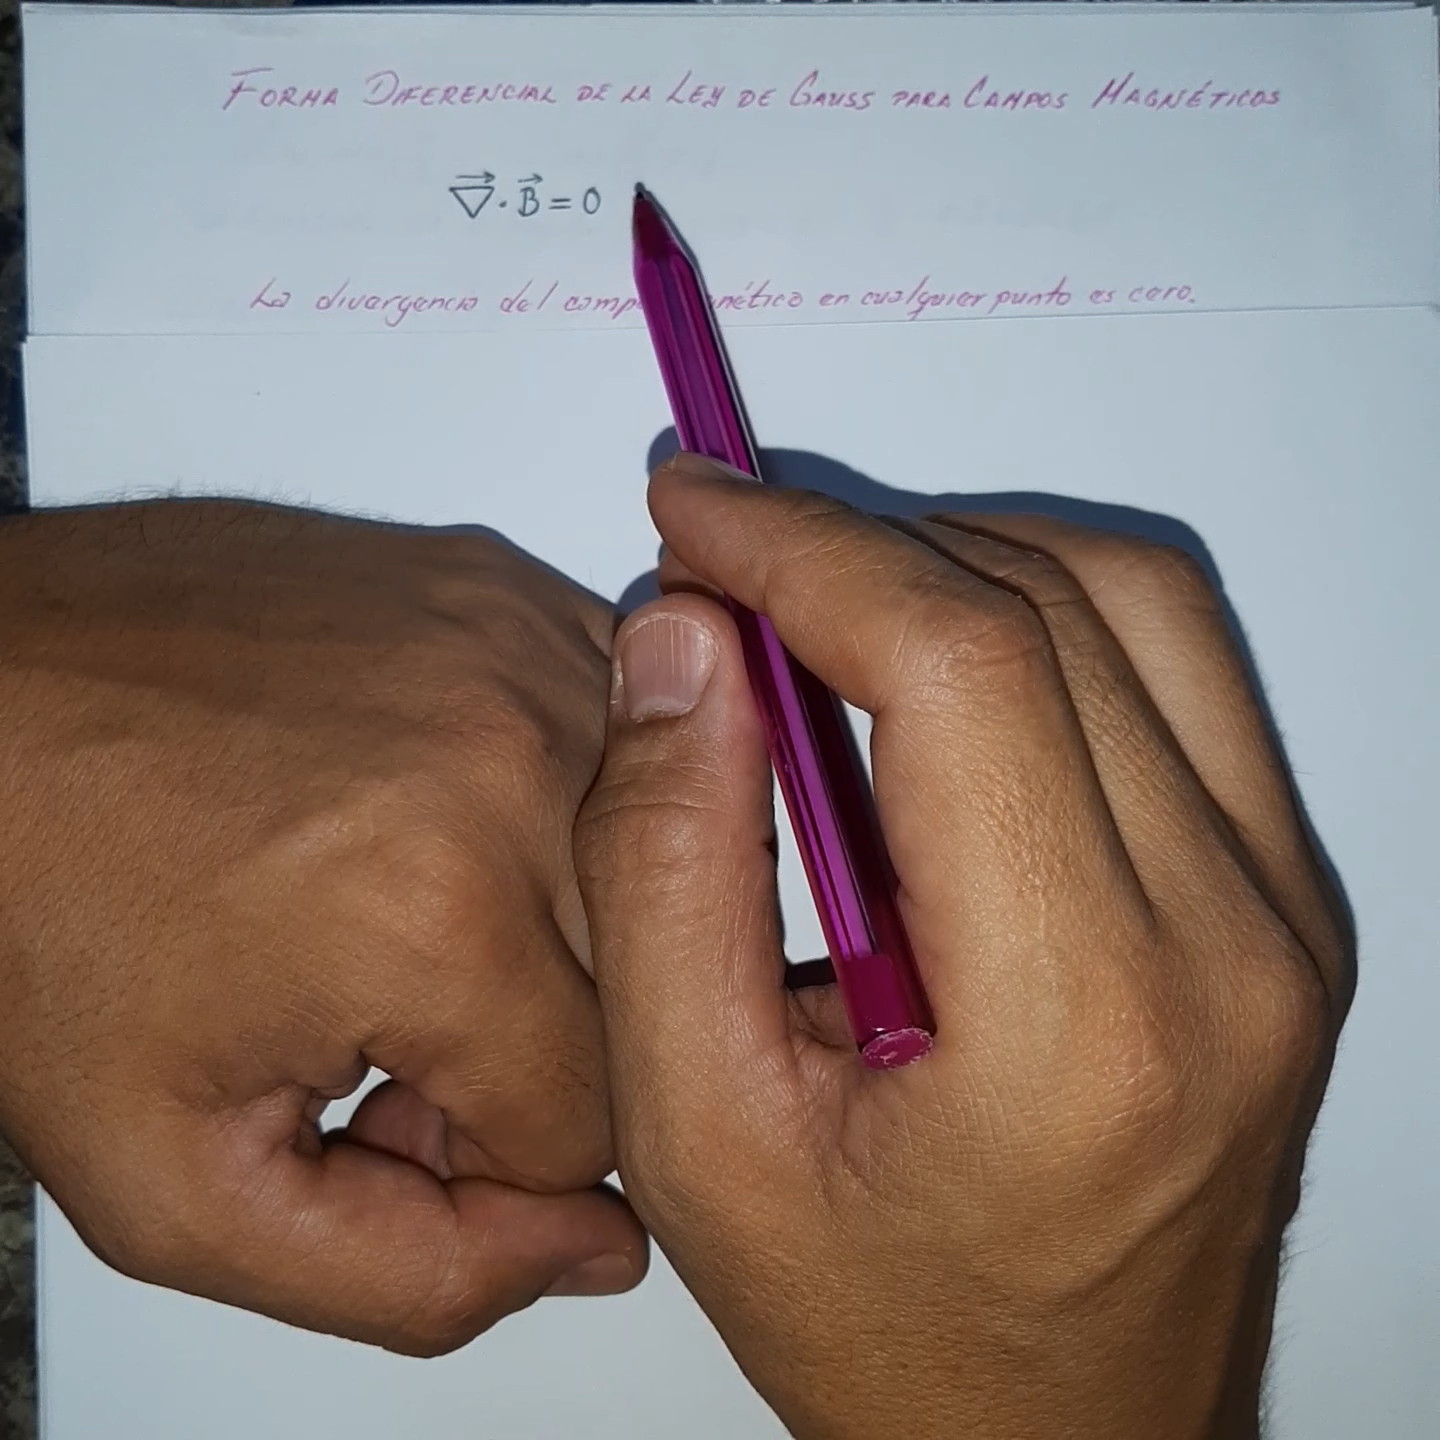 FORMA DIFERENCIAL DE LA LEY DE GAUSS PARA CAMPOS MAGNÉTICOS
∇⃗ · B⃗ = 0
La divergencia del en cualquier punto es cero.